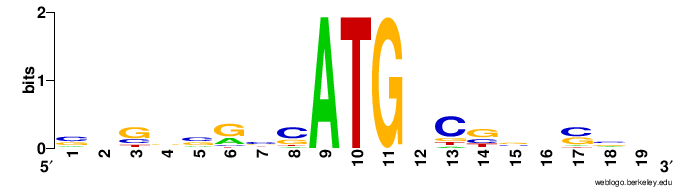 2
bits
1
0
ATG
C G C G C C G C
G C G A G C G
5′ 1 2 3 4 5 6 7 8 9 10 11 12 13 14 15 16 17 18 19 3′
weblogo.berkeley.edu